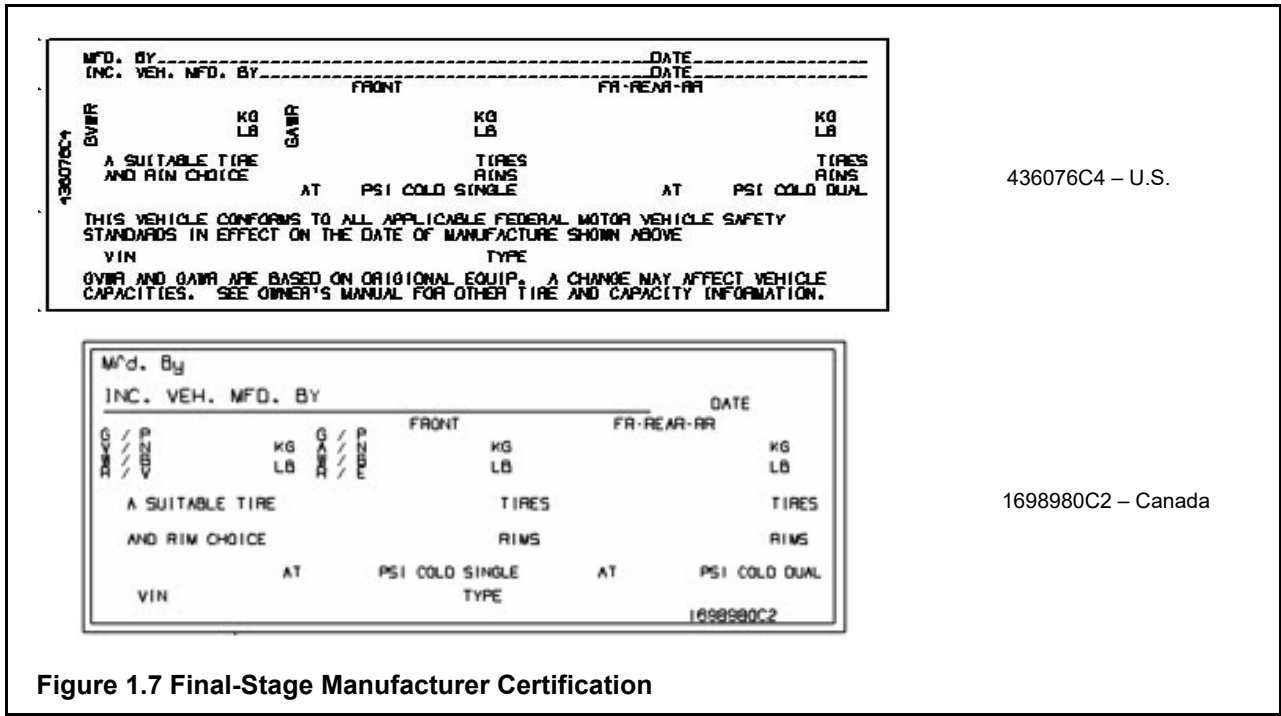 MFD. BY_______________DATE_______________
INC. VEH. MFD. BY_______________DATE_______________
FRONT FR-REAR-RR
GVWR KG GAWR KG KG
LB LB LB
436076C4
A SUITABLE TIRE TIRES TIRES
AND RIM CHOICE RIMS RIMS
AT PSI COLD SINGLE AT PSI COLD DUAL
THIS VEHICLE CONFORMS TO ALL APPLICABLE FEDERAL MOTOR VEHICLE SAFETY
STANDARDS IN EFFECT ON THE DATE OF MANUFACTURE SHOWN ABOVE
VIN TYPE
GVWR AND GAWR ARE BASED ON ORIGIONAL EQUIP. A CHANGE MAY AFFECT VEHICLE
CAPACITIES. SEE OWNER'S MANUAL FOR OTHER TIRE AND CAPACITY INFORMATION.
436076C4 – U.S.
Mfd. By
INC. VEH. MFD. BY DATE
FRONT FR-REAR-RR
G / P G / P
V / N KG A / N KG KG
W / B LB W / B LB LB
R / V R / E
A SUITABLE TIRE TIRES TIRES
AND RIM CHOICE RIMS RIMS
AT PSI COLD SINGLE AT PSI COLD DUAL
VIN TYPE
1698980C2
1698980C2 – Canada
Figure 1.7 Final-Stage Manufacturer Certification